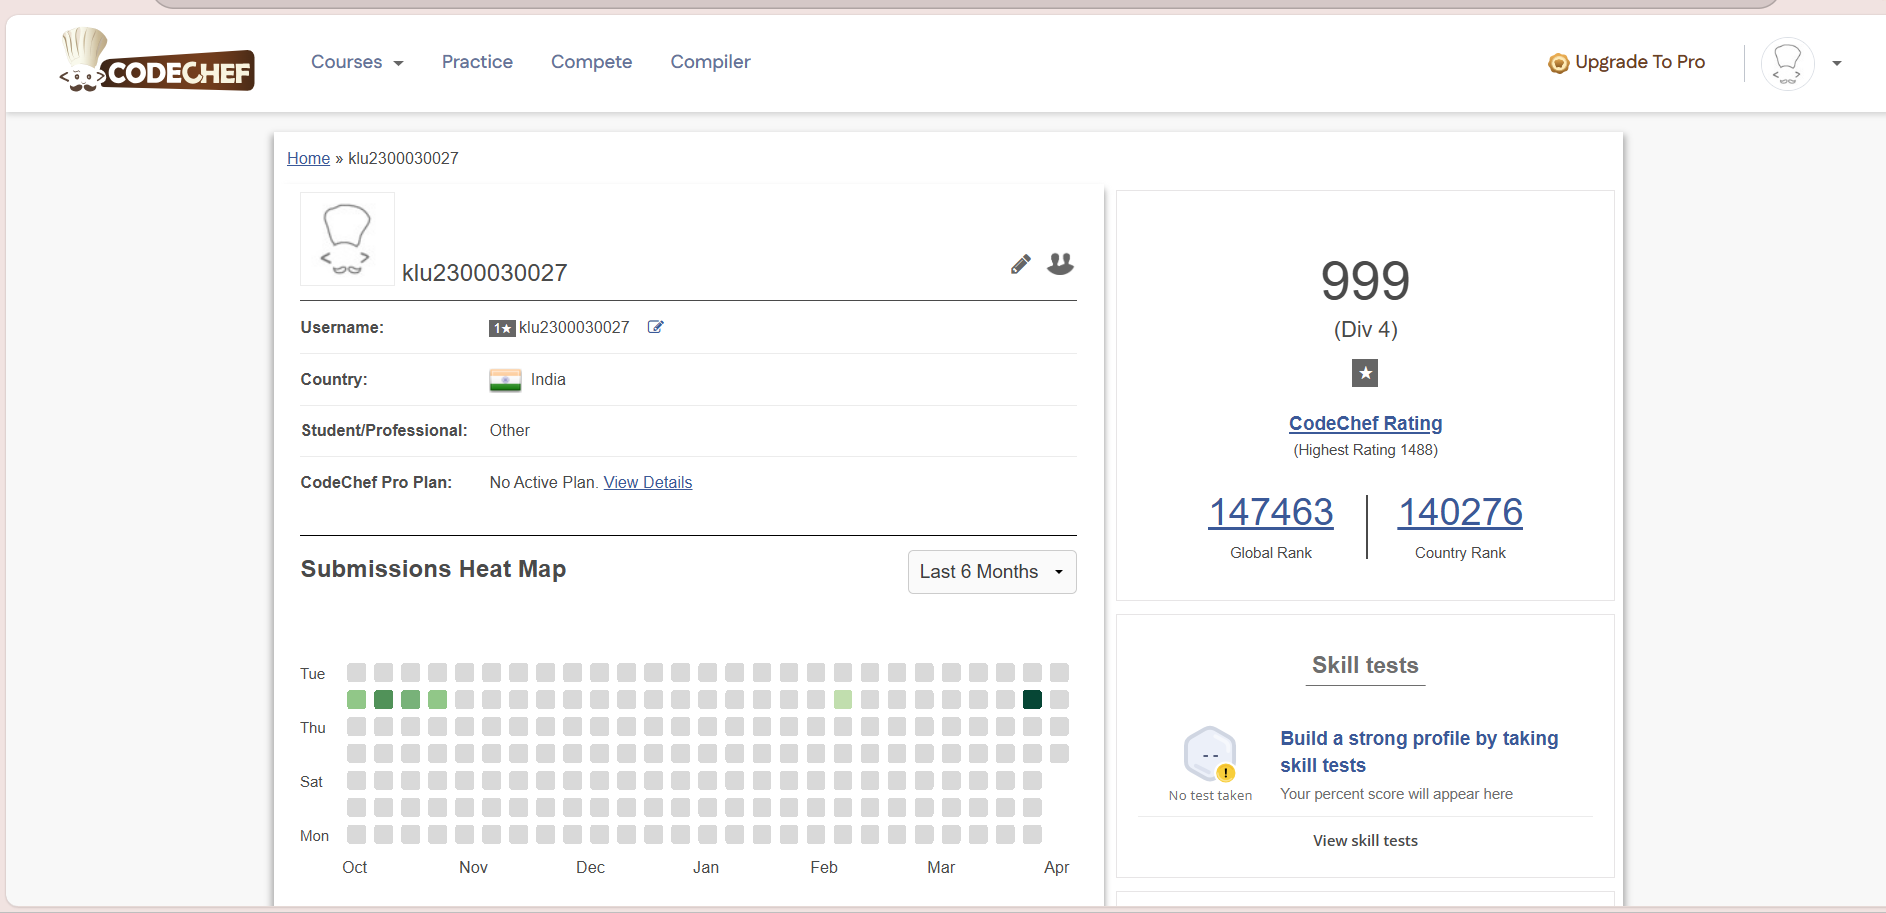 CODECHEF
Courses
Practice
Compete
Compiler
Upgrade To Pro
Home » klu2300030027
klu2300030027
Username: 1★ klu2300030027
Country: India
Student/Professional: Other
CodeChef Pro Plan: No Active Plan. View Details
Submissions Heat Map
Last 6 Months
Tue
Thu
Sat
Mon
Oct Nov Dec Jan Feb Mar Apr
999
(Div 4)
★
CodeChef Rating
(Highest Rating 1488)
147463
Global Rank
140276
Country Rank
Skill tests
No test taken
Build a strong profile by taking
skill tests
Your percent score will appear here
View skill tests